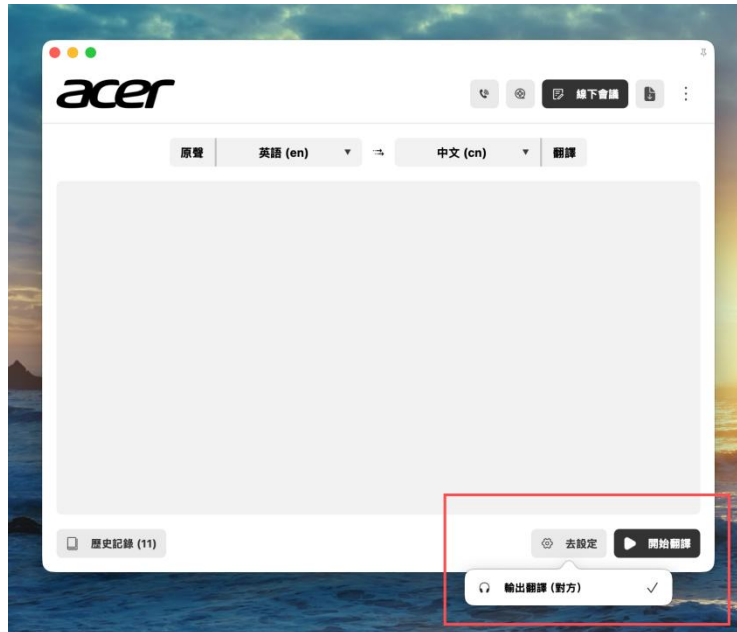 acer
線下會議
原聲 英語 (en) 中文 (cn) 翻譯
歷史記錄 (11) 去設定 開始翻譯
輸出翻譯 (對方)